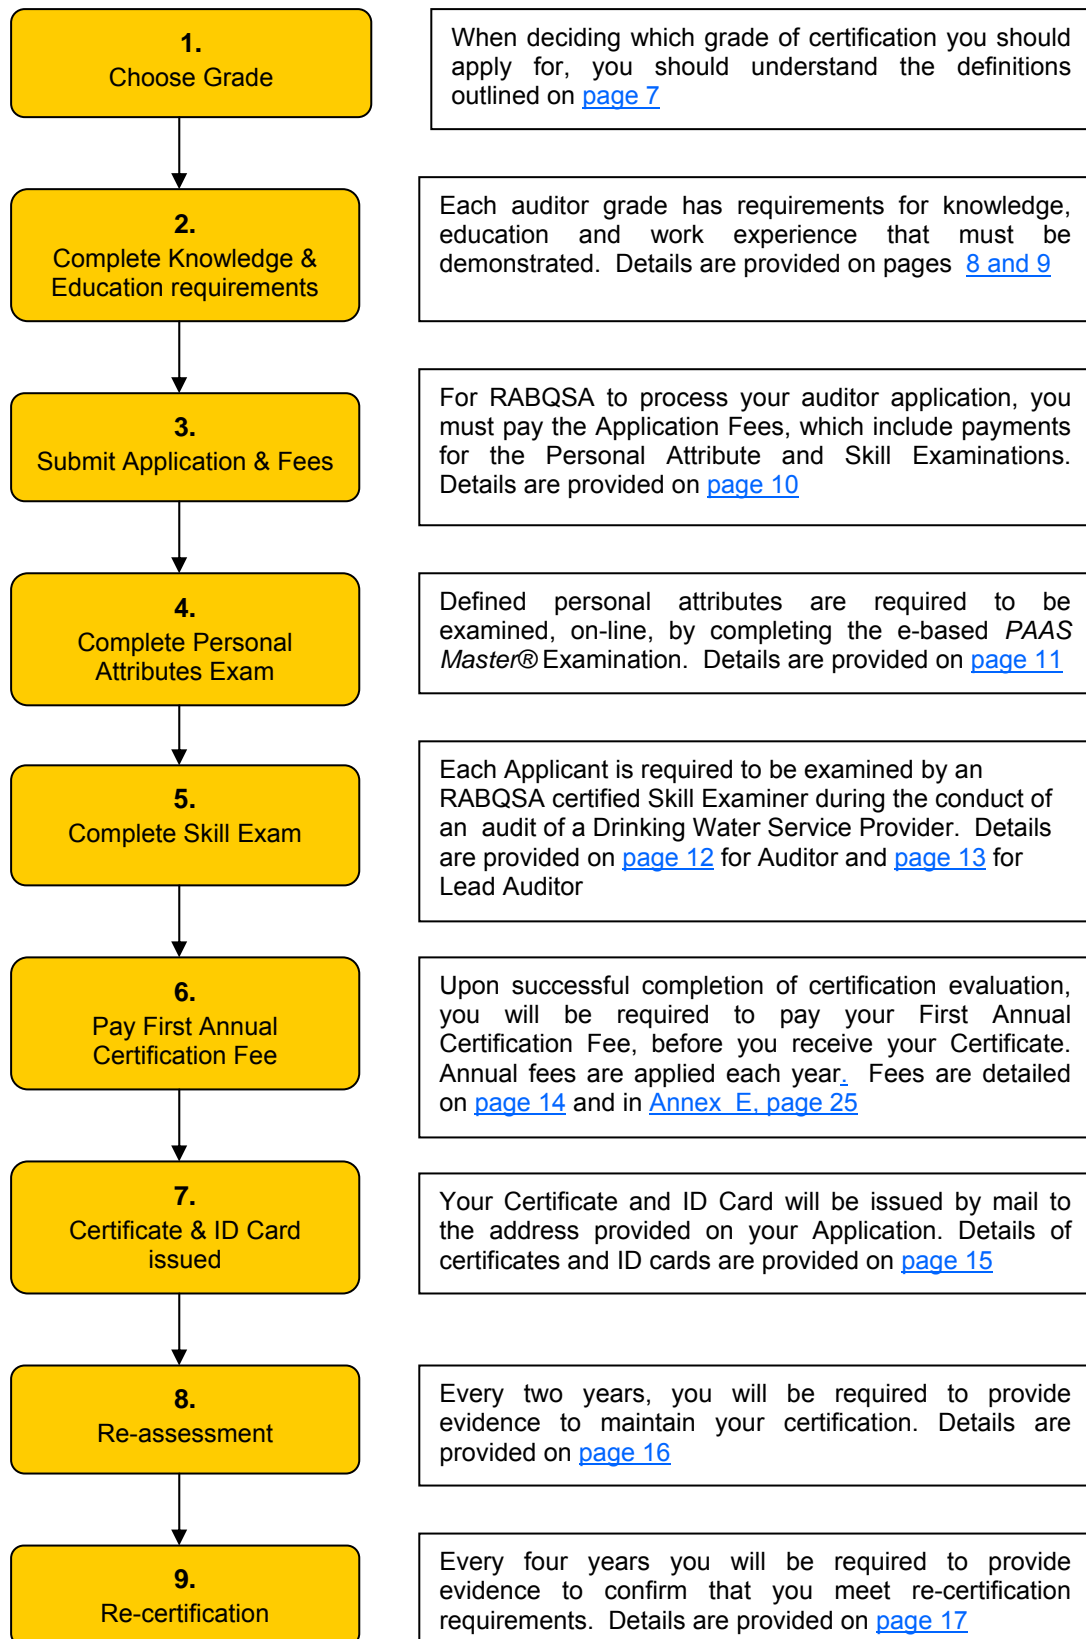 1.
Choose Grade
When deciding which grade of certification you should
apply for, you should understand the definitions
outlined on page 7
2.
Complete Knowledge &
Education requirements
Each auditor grade has requirements for knowledge,
education and work experience that must be
demonstrated. Details are provided on pages 8 and 9
3.
Submit Application & Fees
For RABQSA to process your auditor application, you
must pay the Application Fees, which include payments
for the Personal Attribute and Skill Examinations.
Details are provided on page 10
4.
Complete Personal
Attributes Exam
Defined personal attributes are required to be
examined, on-line, by completing the e-based PAAS
Master® Examination. Details are provided on page 11
5.
Complete Skill Exam
Each Applicant is required to be examined by an
RABQSA certified Skill Examiner during the conduct of
an audit of a Drinking Water Service Provider. Details
are provided on page 12 for Auditor and page 13 for
Lead Auditor
6.
Pay First Annual
Certification Fee
Upon successful completion of certification evaluation,
you will be required to pay your First Annual
Certification Fee, before you receive your Certificate.
Annual fees are applied each year. Fees are detailed
on page 14 and in Annex E, page 25
7.
Certificate & ID Card
issued
Your Certificate and ID Card will be issued by mail to
the address provided on your Application. Details of
certificates and ID cards are provided on page 15
8.
Re-assessment
Every two years, you will be required to provide
evidence to maintain your certification. Details are
provided on page 16
9.
Re-certification
Every four years you will be required to provide
evidence to confirm that you meet re-certification
requirements. Details are provided on page 17